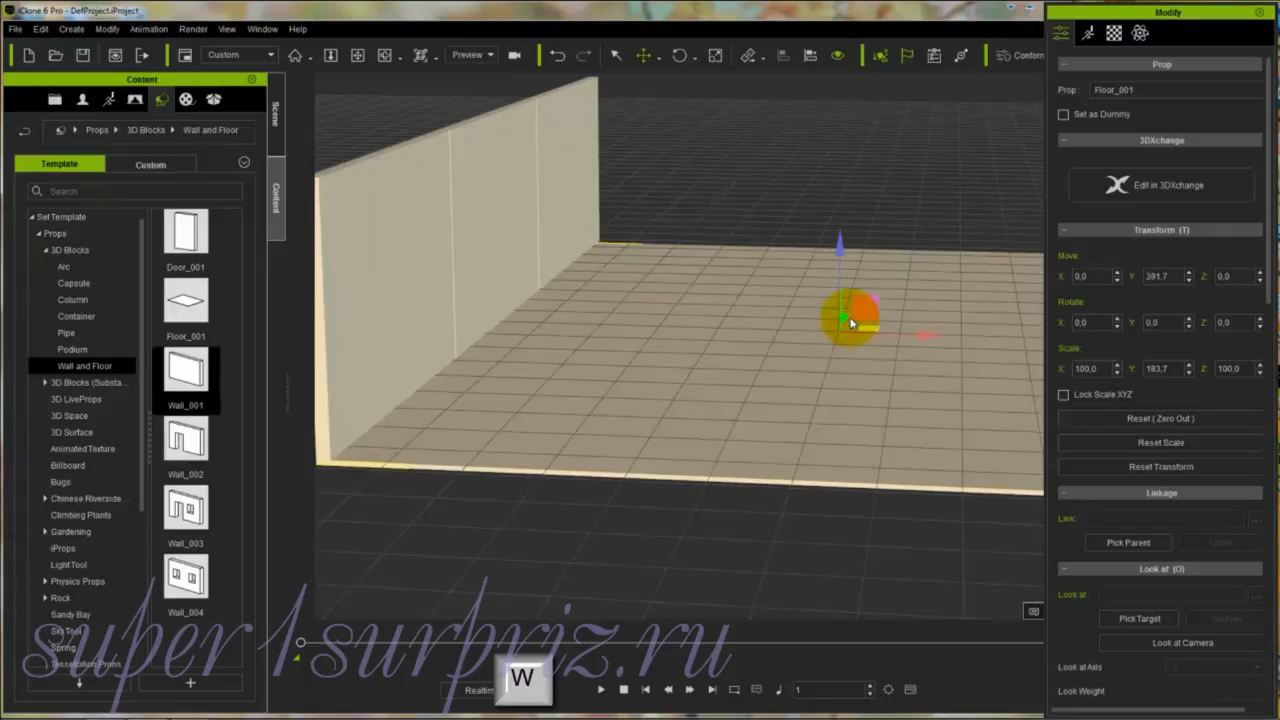 iClone 6 Pro - DefProject.iProject
File Edit Create Modify Animation Render View Window Help
Custom
Preview
Conform
Content
Props 3D Blocks Wall and Floor
Template Custom
Search
Set Template
Props
3D Blocks
Arc
Capsule
Column
Container
Pipe
Podium
Wall and Floor
3D Blocks (Substa...
3D LiveProps
3D Space
3D Surface
Animated Texture
Billboard
Bugs
Chinese Riverside...
Climbing Plants
Gardening
iProps
Light Tool
Physics Props
Rock
Sandy Bay
Sky Tool
Spring
Tessellation Props
Door_001
Floor_001
Wall_001
Wall_002
Wall_003
Wall_004
Scene
Content
Modify
Prop
Prop : Floor_001
Set as Dummy
3DXchange
Edit in 3DXchange
Transform (T)
Move:
X: 0,0 Y: 391.7 Z: 0,0
Rotate:
X: 0,0 Y: 0,0 Z: 0,0
Scale:
X: 100,0 Y: 183,7 Z: 100,0
Lock Scale XYZ
Reset ( Zero Out )
Reset Scale
Reset Transform
Linkage
Link:
Pick Parent
Look at (O)
Look at :
Pick Target
Look at Camera
Look at Axis
Look Weight
super1surpriz.ru
Realtim
W
1